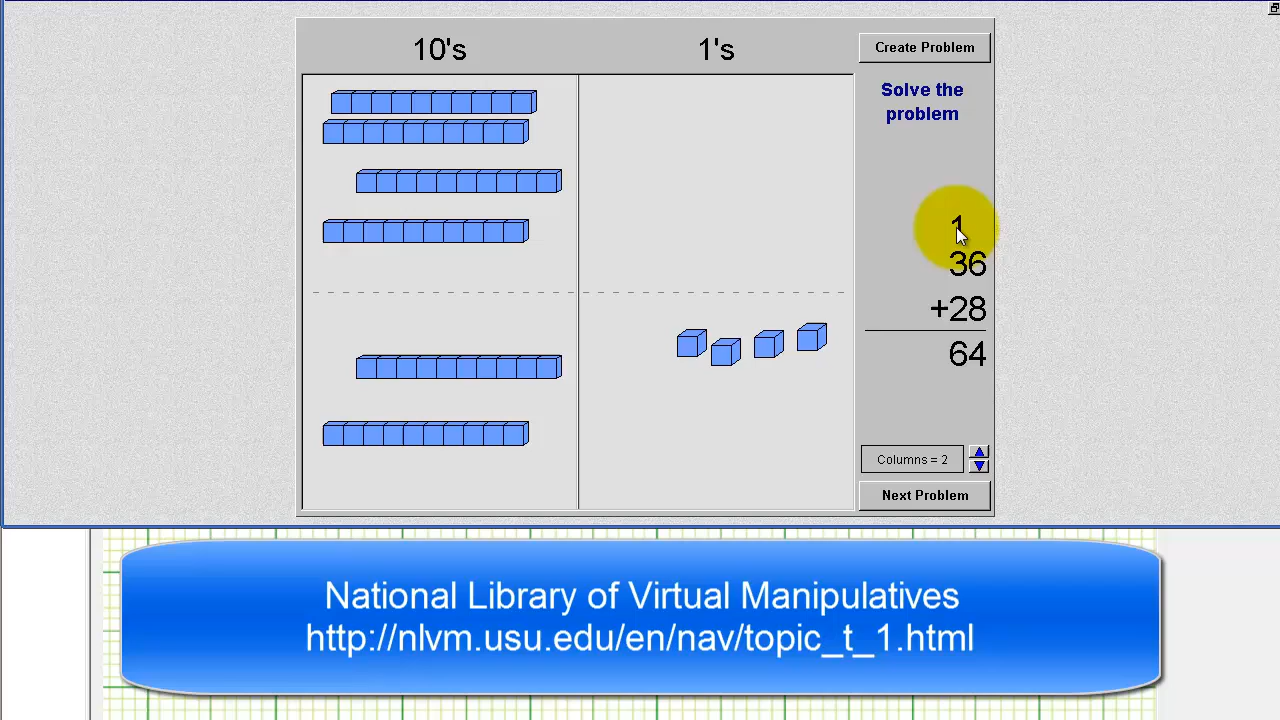 10's
1's
Create Problem
Solve the
problem
1
36
+28
64
Columns = 2
Next Problem
National Library of Virtual Manipulatives
http://nlvm.usu.edu/en/nav/topic_t_1.html